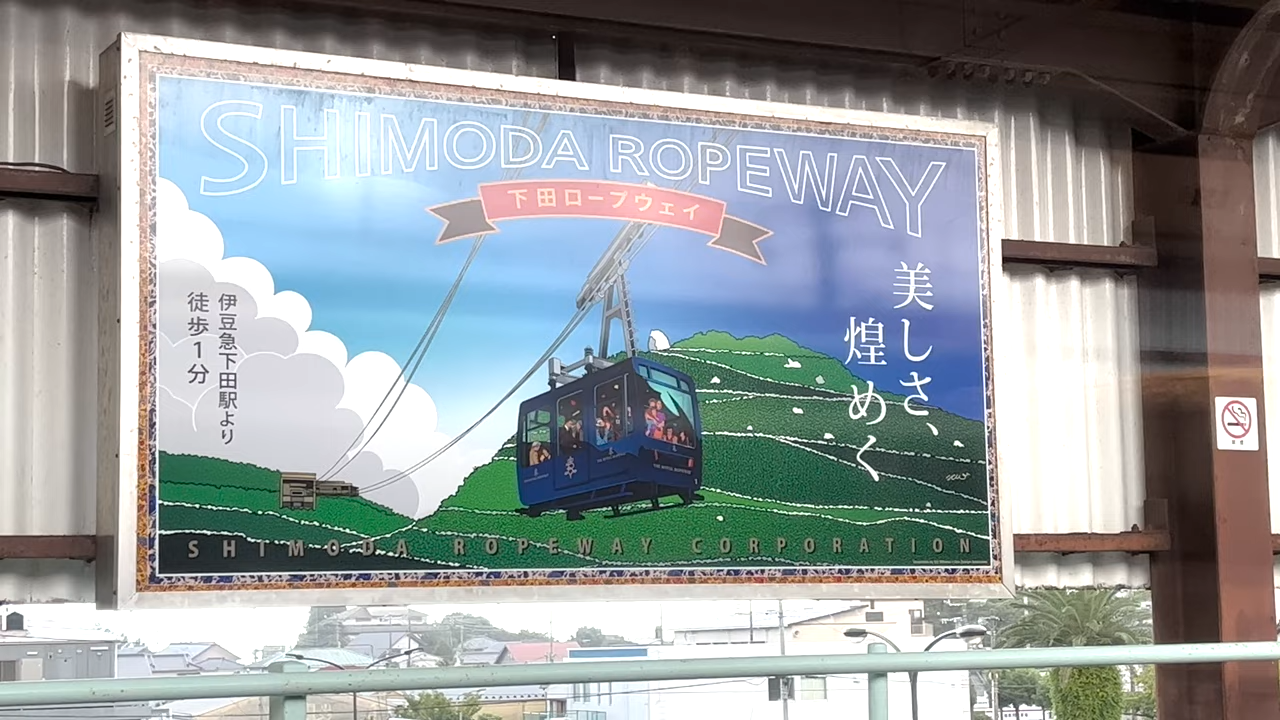 SHIMODA ROPEWAY
下田ロープウェイ
美しさ、
煌めく
伊豆急下田駅より
徒歩1分
SHIMODA ROPEWAY CORPORATION